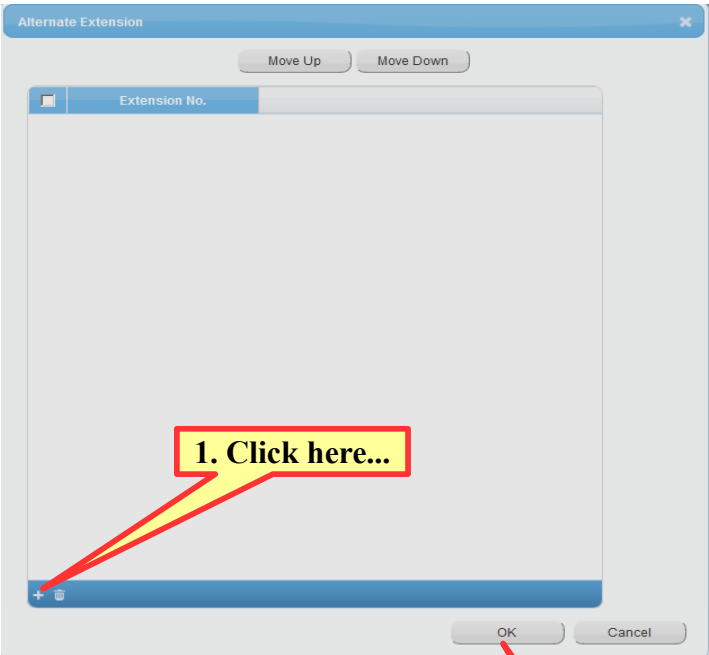 Alternate Extension
Move Up Move Down
Extension No.
1. Click here...
OK Cancel